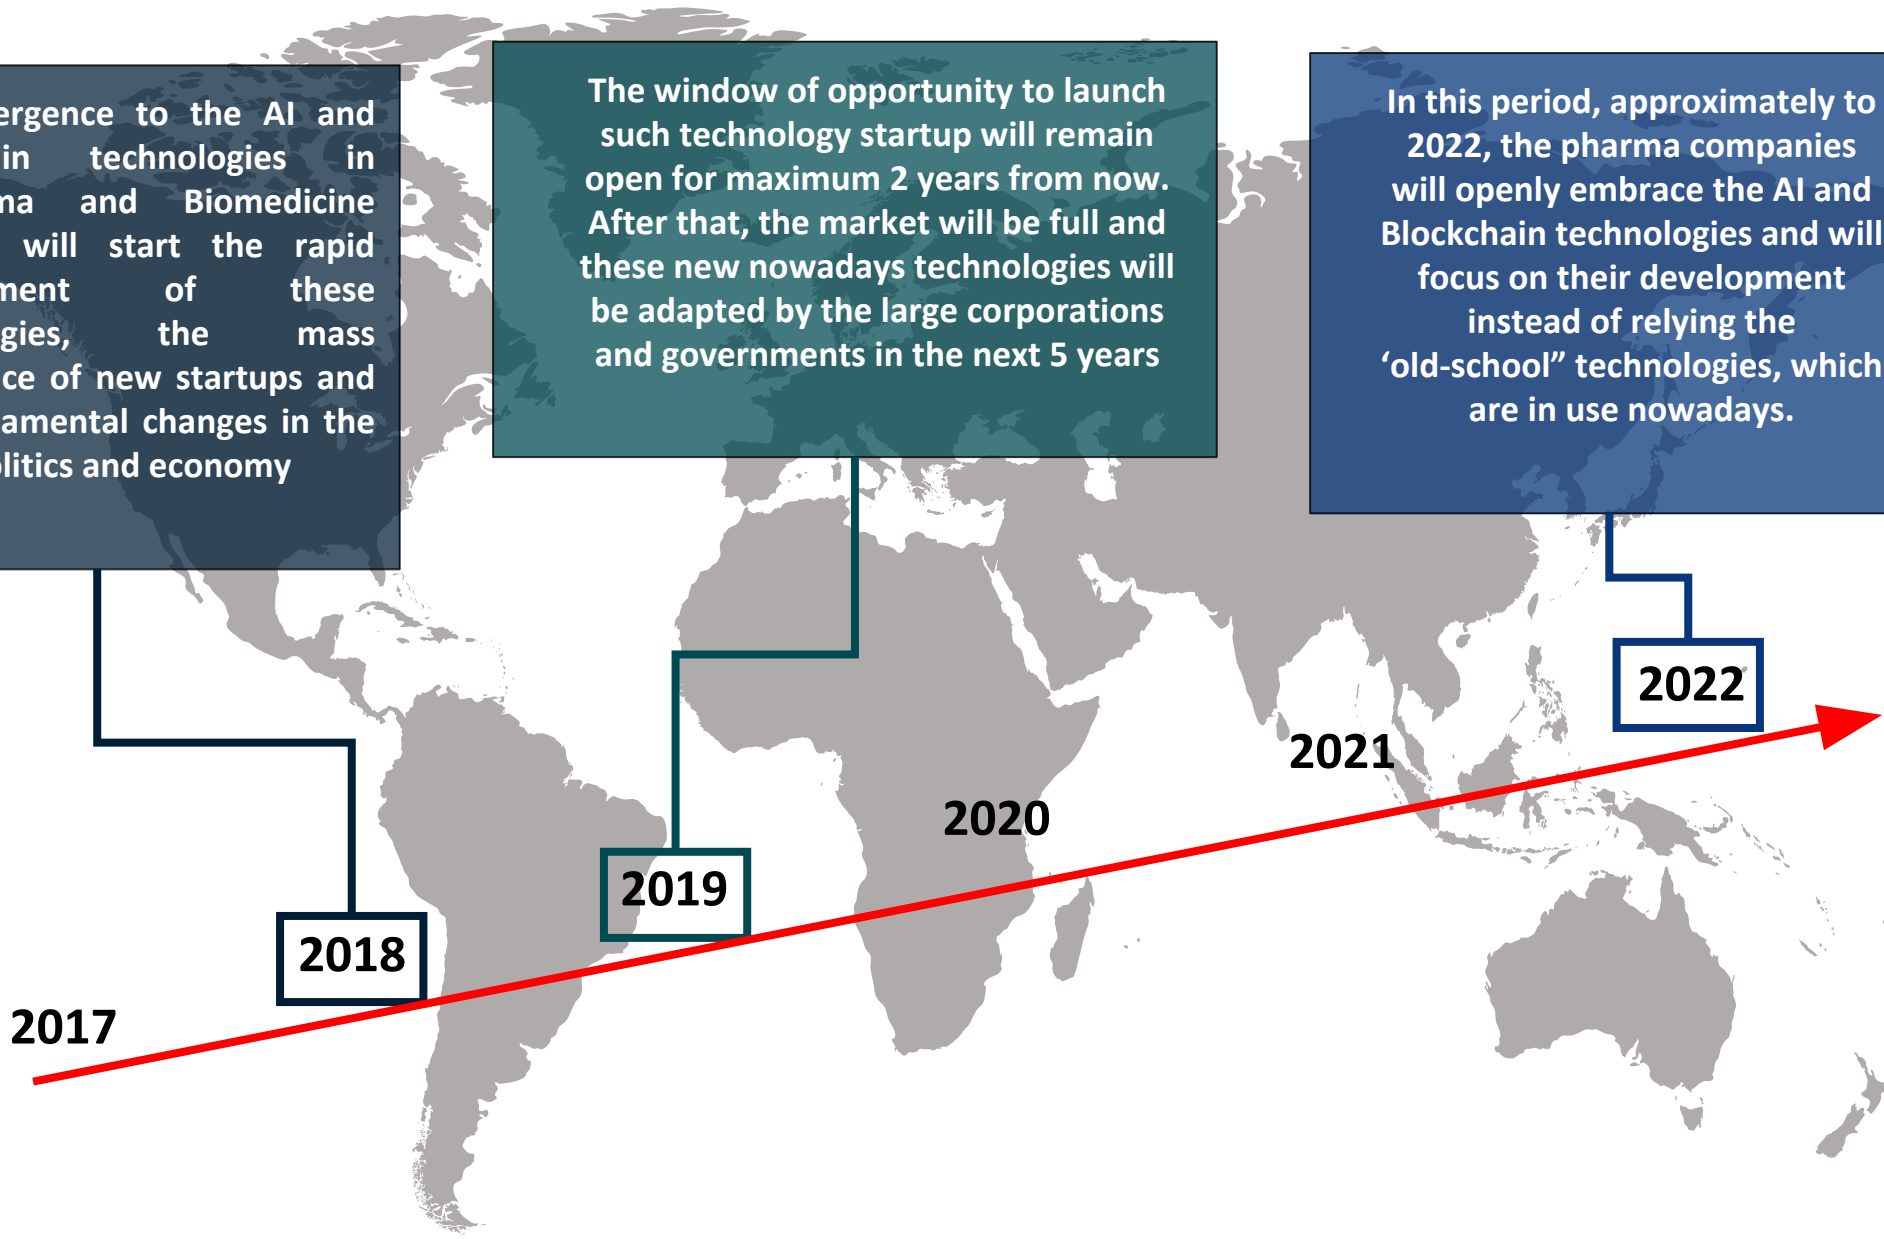 ergence to the AI and
in technologies in
ma and Biomedicine
will start the rapid
ment of these
gies, the mass
ce of new startups and
amental changes in the
litics and economy
The window of opportunity to launch
such technology startup will remain
open for maximum 2 years from now.
After that, the market will be full and
these new nowadays technologies will
be adapted by the large corporations
and governments in the next 5 years
In this period, approximately to
2022, the pharma companies
will openly embrace the AI and
Blockchain technologies and will
focus on their development
instead of relying the
‘old-school” technologies, which
are in use nowadays.
2022
2021
2020
2019
2018
2017